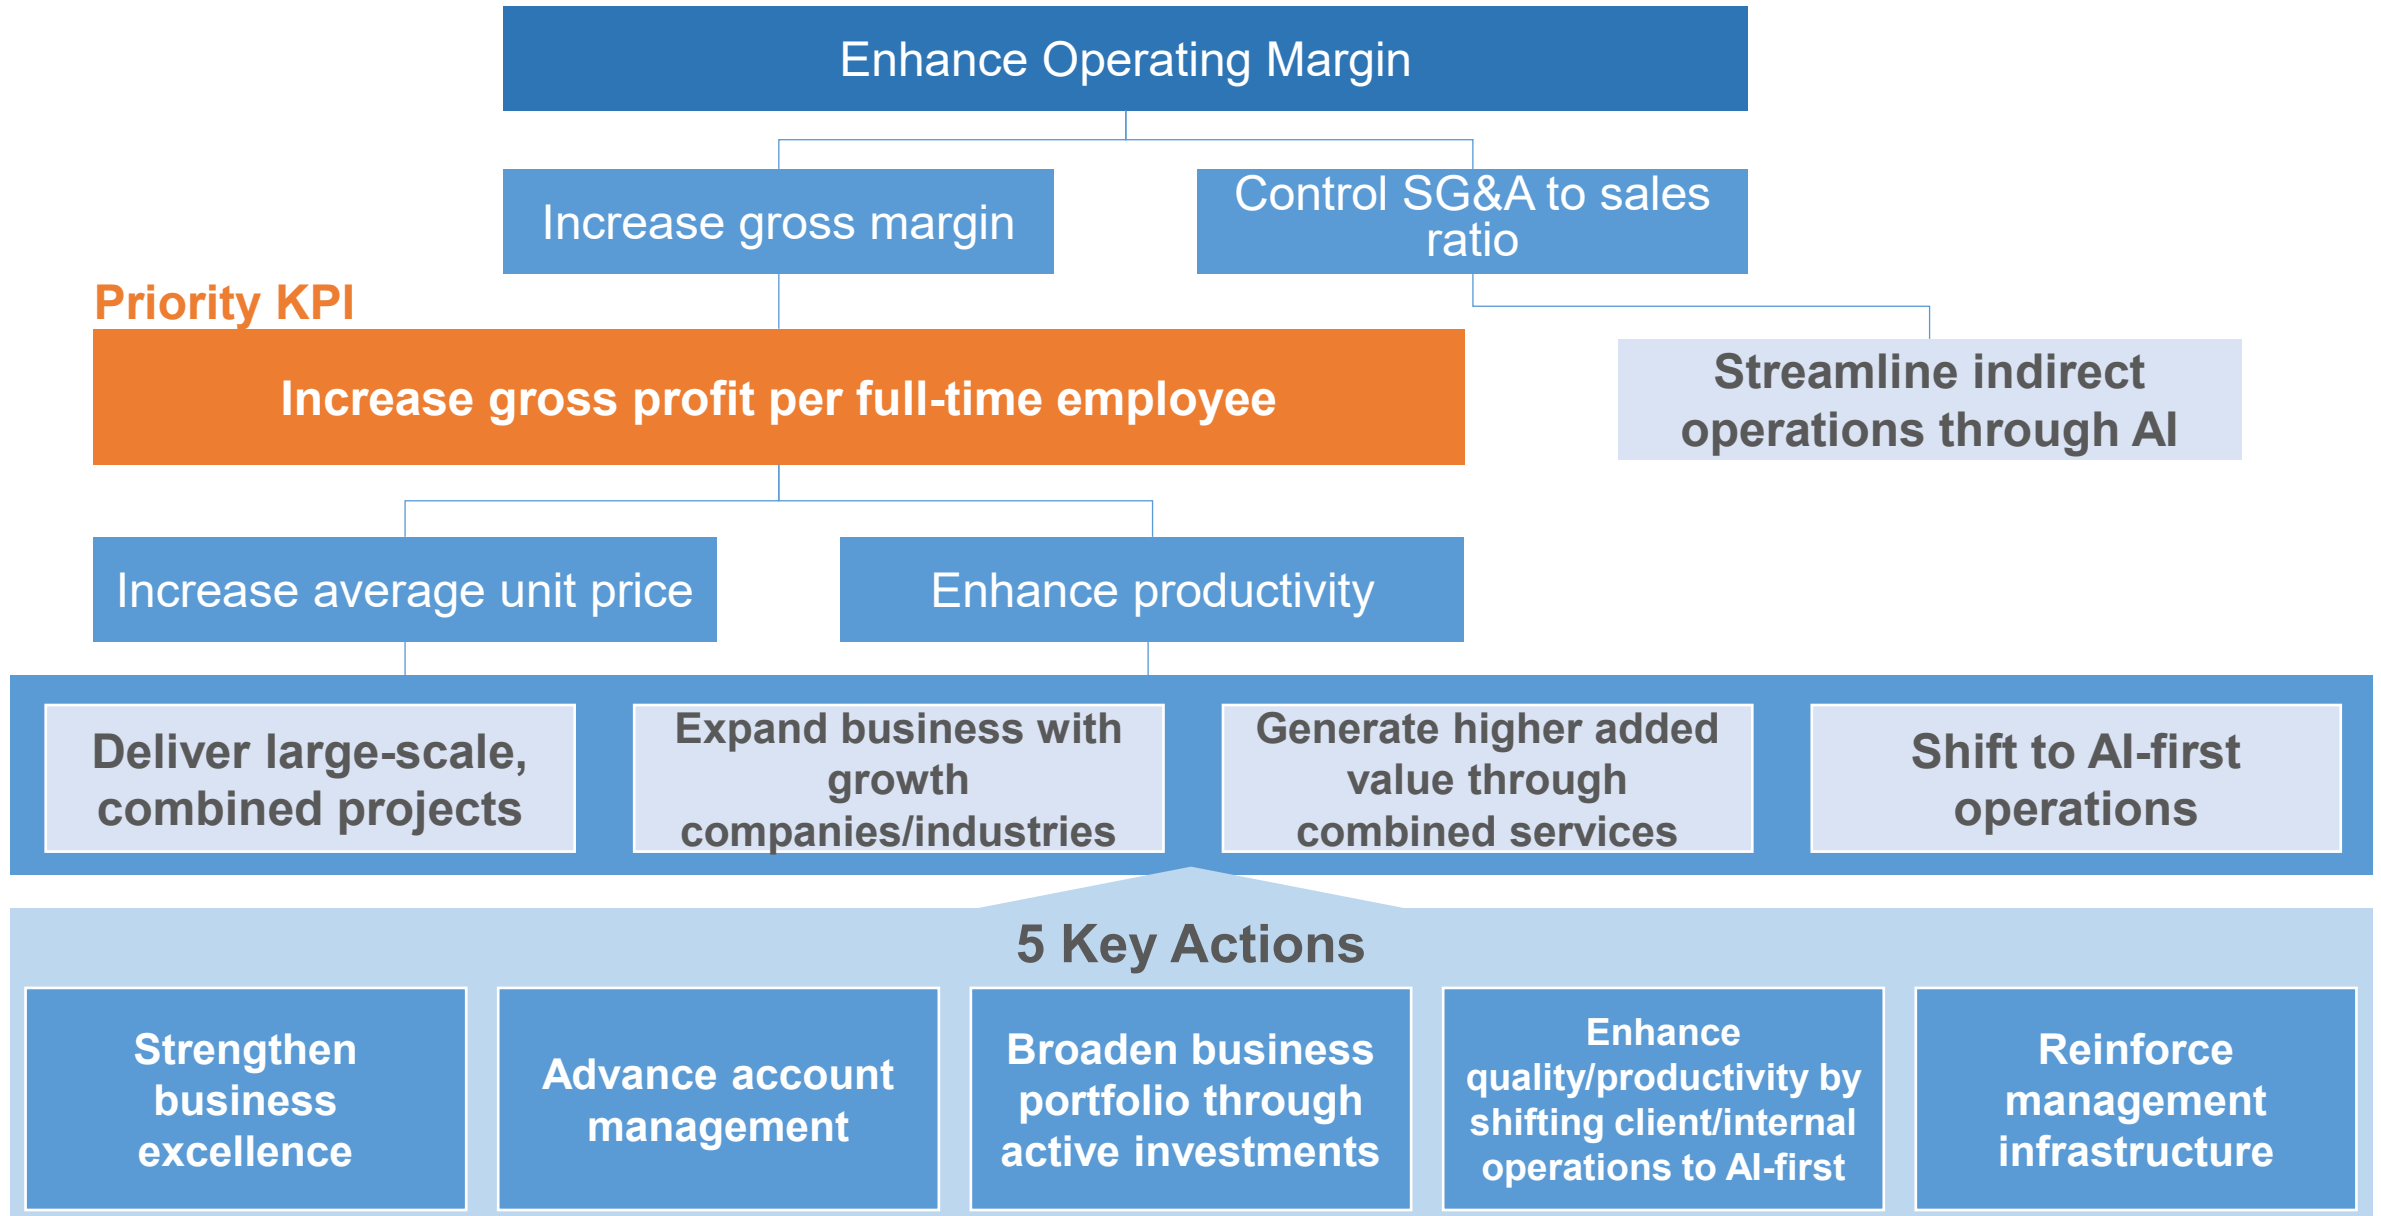 Enhance Operating Margin
Increase gross margin
Control SG&A to sales
ratio
Priority KPI
Increase gross profit per full-time employee
Streamline indirect
operations through AI
Increase average unit price
Enhance productivity
Deliver large-scale,
combined projects
Expand business with
growth
companies/industries
Generate higher added
value through
combined services
Shift to AI-first
operations
5 Key Actions
Strengthen
business
excellence
Advance account
management
Broaden business
portfolio through
active investments
Enhance
quality/productivity by
shifting client/internal
operations to AI-first
Reinforce
management
infrastructure